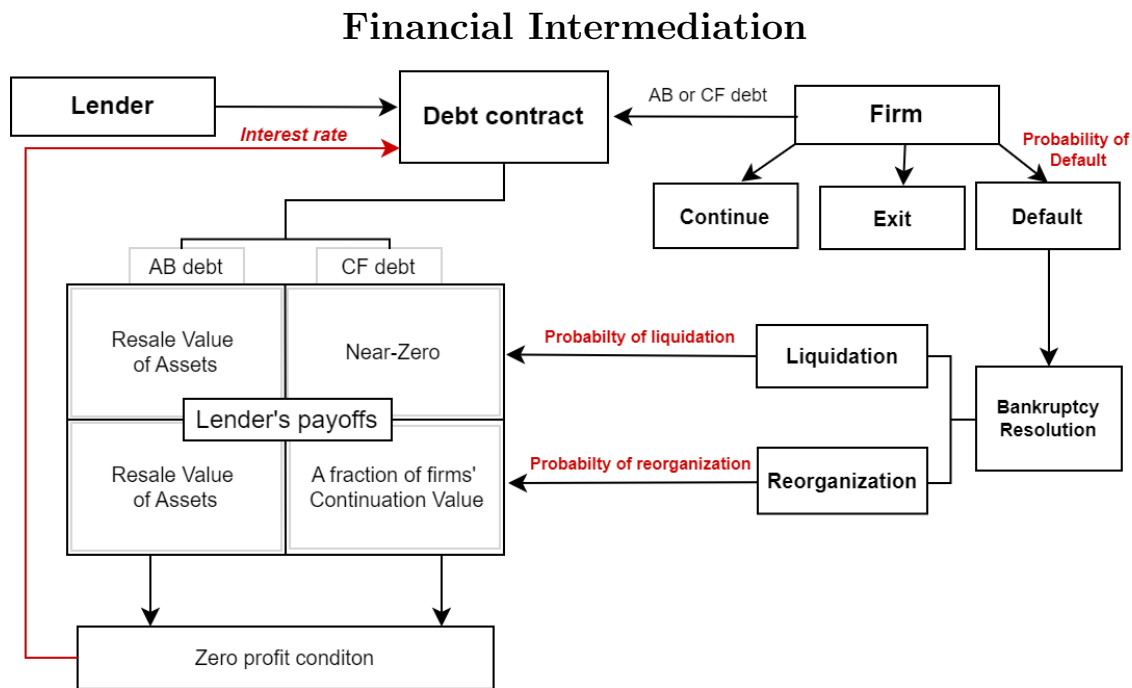 Financial Intermediation
Lender
Debt contract
AB or CF debt
Firm
Interest rate
Probability of
Default
Continue
Exit
Default
AB debt
CF debt
Resale Value
of Assets
Near-Zero
Probabilty of liquidation
Liquidation
Lender's payoffs
Bankruptcy
Resolution
Resale Value
of Assets
A fraction of firms'
Continuation Value
Probabilty of reorganization
Reorganization
Zero profit conditon